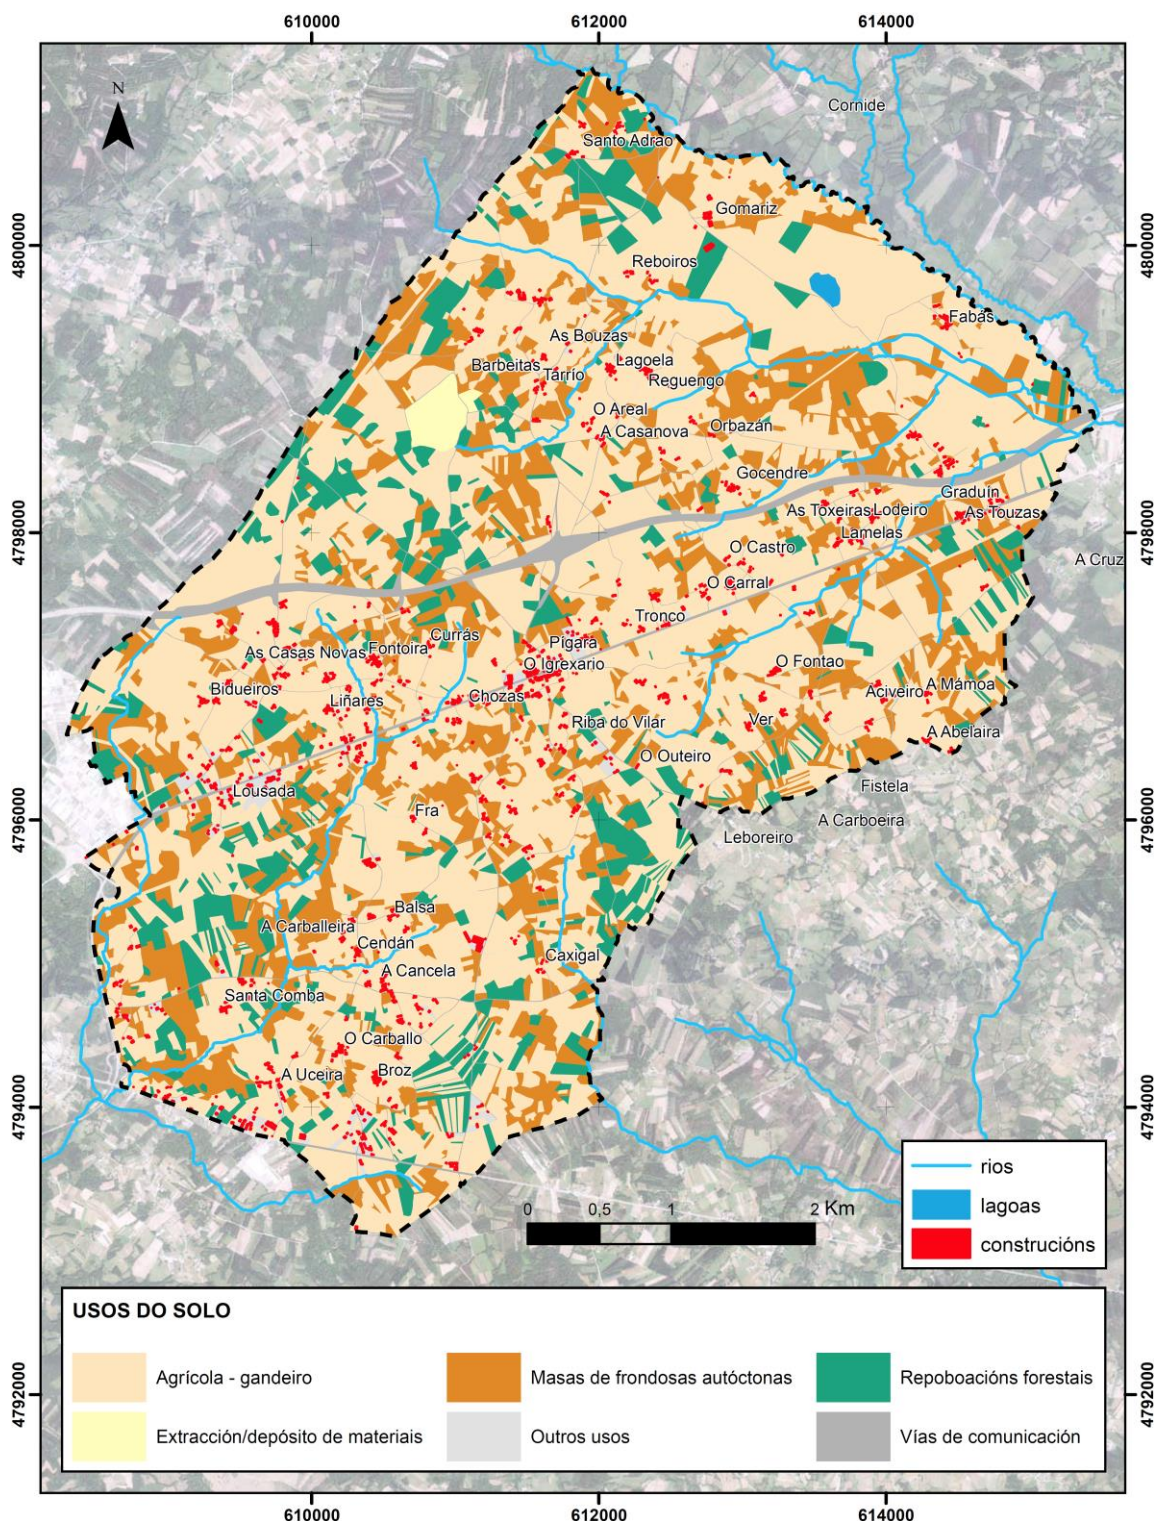 610000
612000
614000
N
Cornide
Santo Adrao
Gomariz
4800000
4800000
Reboiros
Fabás
As Bouzas
Barbeitas
Tarrío
Lagoela
Reguengo
O Areal
A Casanova
Orbazán
Gocendre
Graduín
As Toxeiras
Lodeiro
As Touzas
4798000
4798000
Lamelas
O Castro
A Cruz
O Carral
Tronco
Currás
Pígara
As Casas Novas
Fontoira
O Igrexario
O Fontao
Bidueiros
Liñares
Chozas
Aciveiro
A Mámoa
Riba do Vilar
Ver
A Abelaira
O Outeiro
Lousada
Fístela
Fra
4796000
4796000
A Carboeira
Leboreiro
Balsa
A Carballeira
Cendán
Caxigal
A Cancela
Santa Comba
O Carballo
A Uceira
Broz
4794000
4794000
rios
lagoas
construcións
0
0,5
1
2 Km
USOS DO SOLO
Agrícola - gandeiro
Masas de frondosas autóctonas
Repoboacións forestais
4792000
4792000
Extracción/depósito de materiais
Outros usos
Vías de comunicación
610000
612000
614000